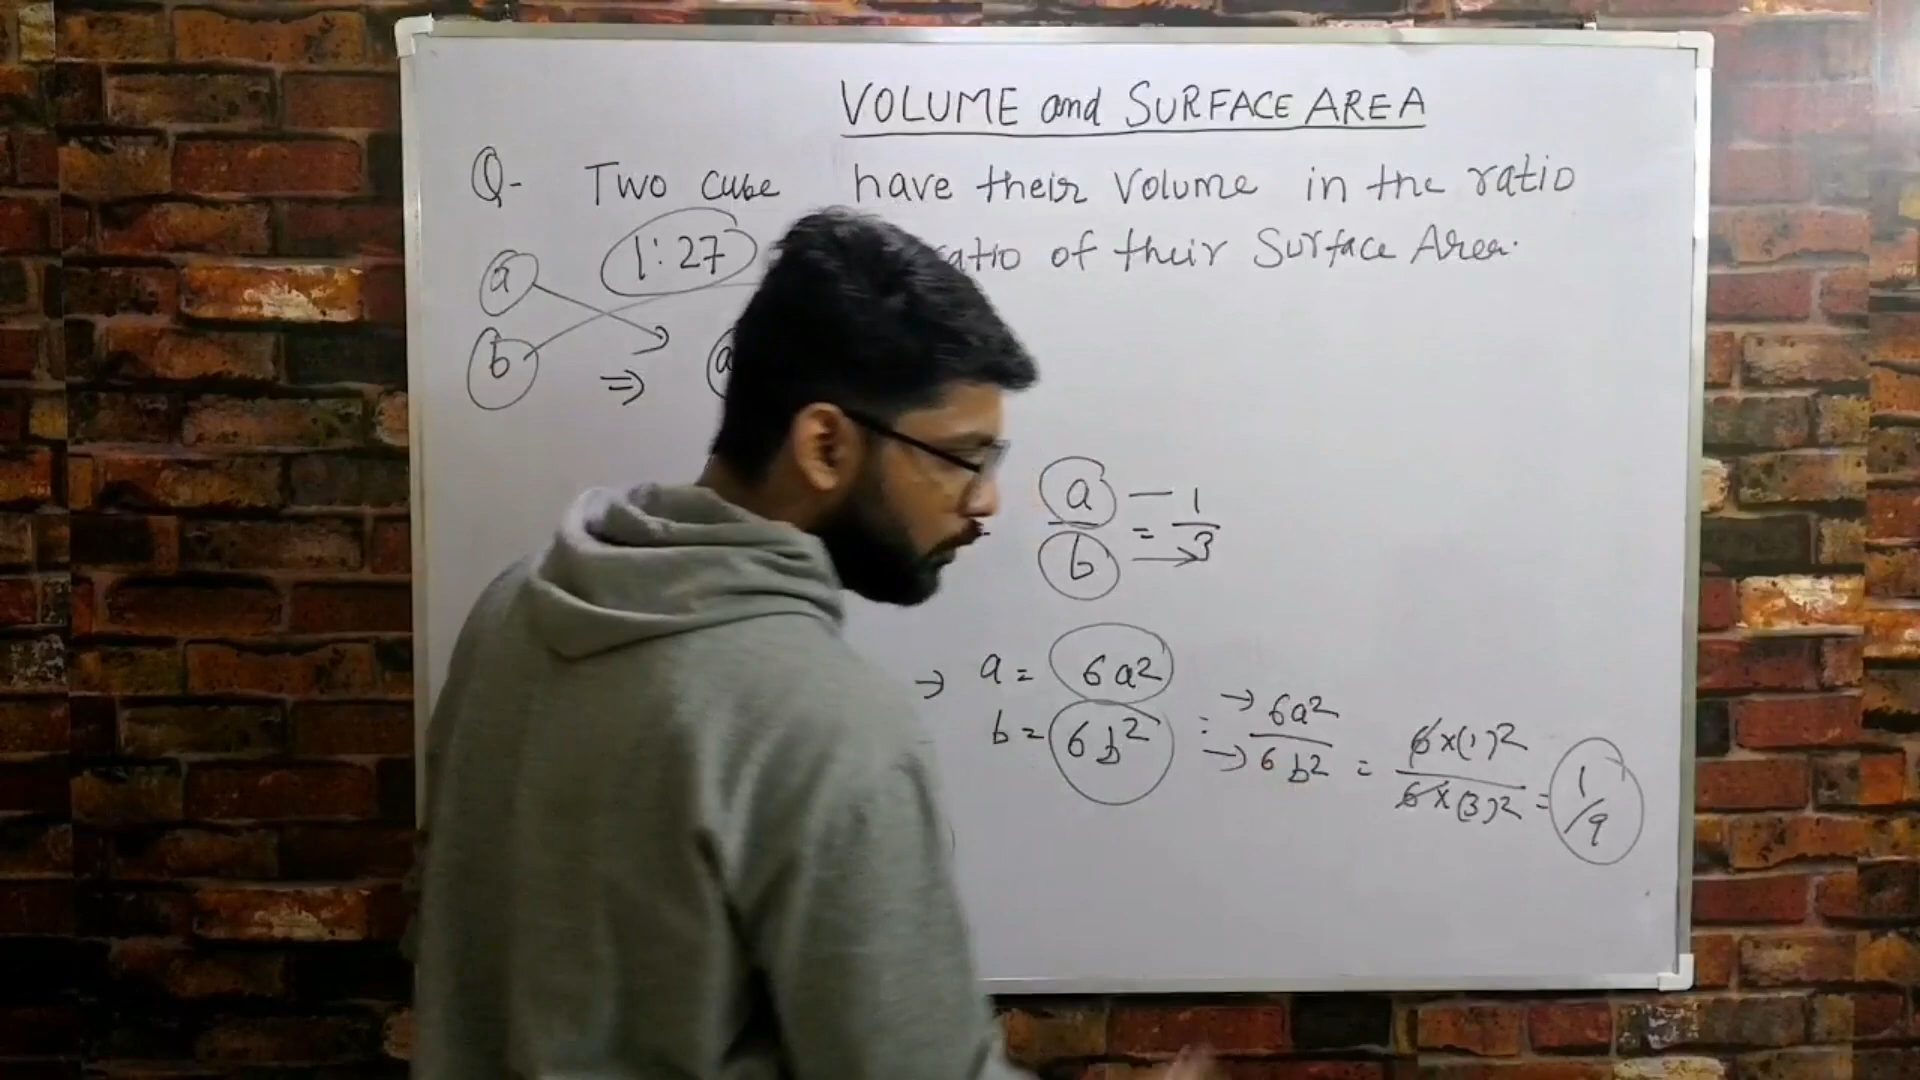 VOLUME and SURFACE AREA
Q- Two cube have their Volume in the ratio
1:27 of their Surface Area.
a
b ⇒ a
a/b = 1/3
→ a = 6a²
b = 6b² = → 6a²/→ 6b² = 6×(1)²/6×(3)² = 1/9